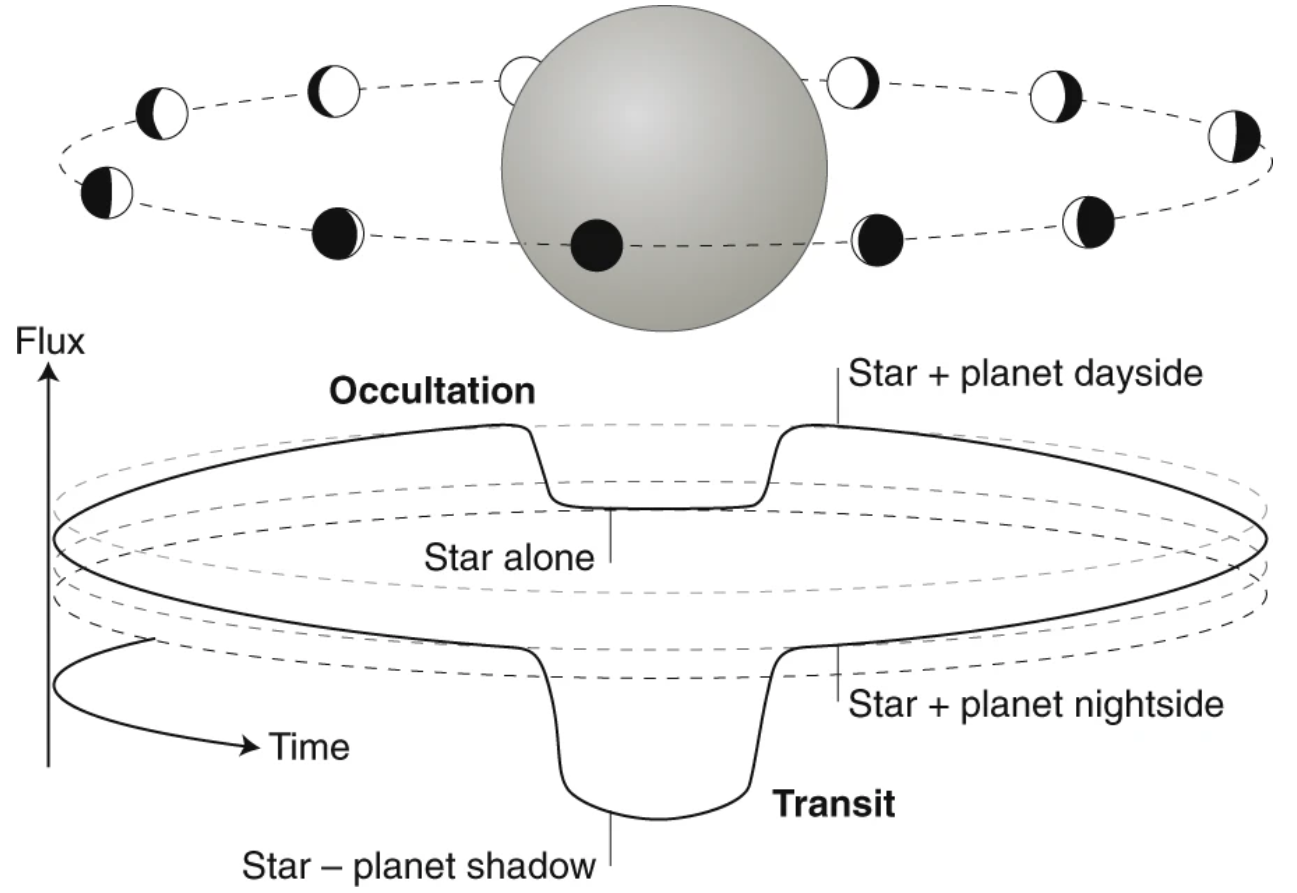 Flux
Occultation
Star + planet dayside
Star alone
Star + planet nightside
Time
Transit
Star – planet shadow